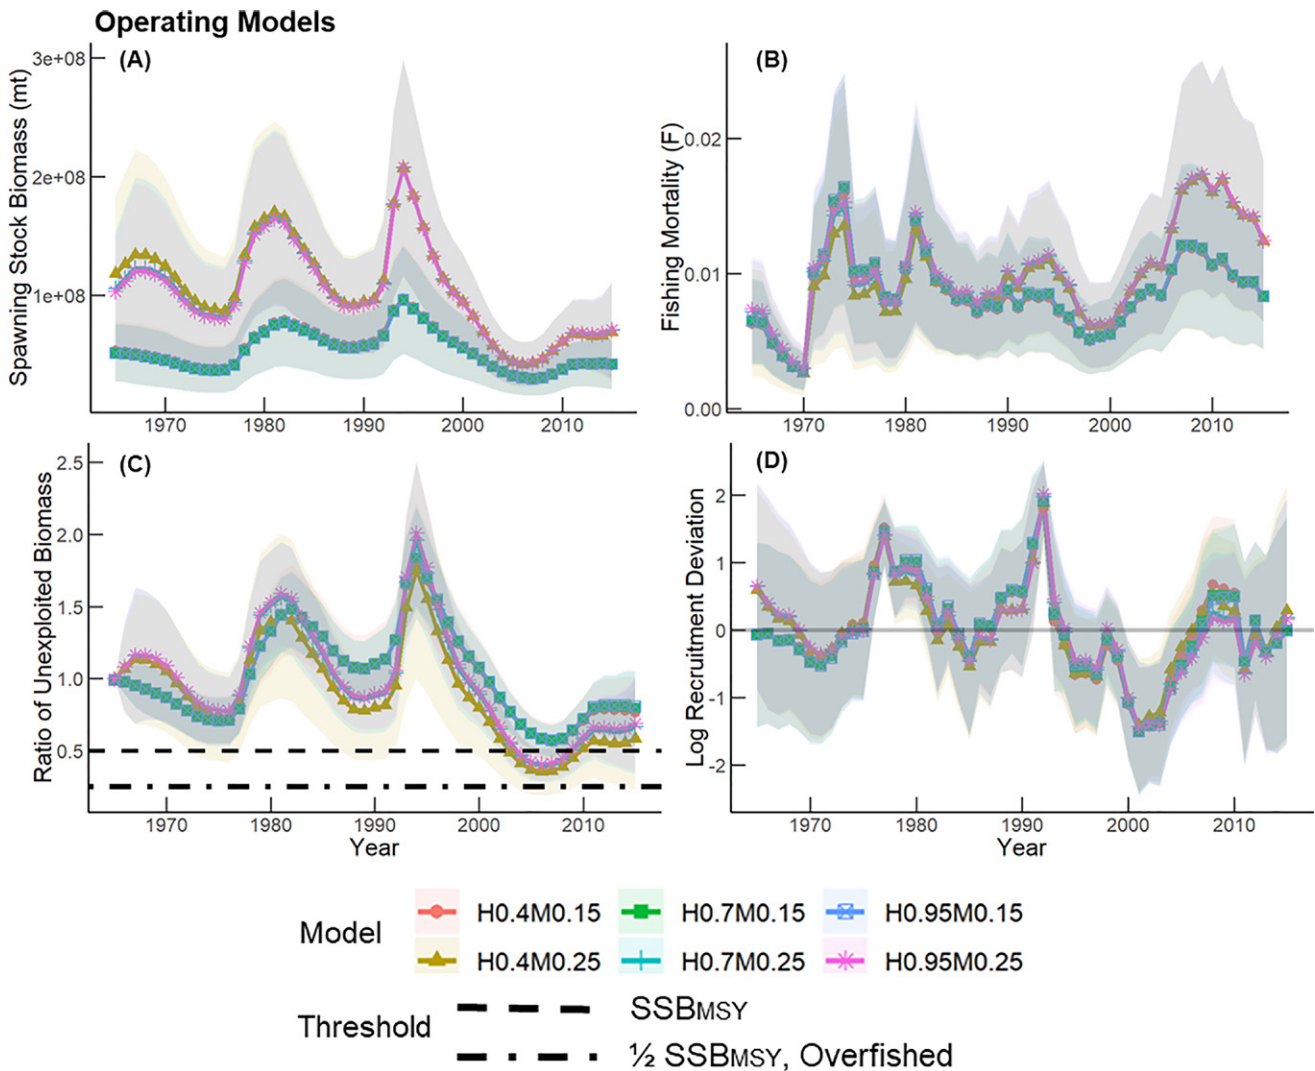 Operating Models
(A)
Spawning Stock Biomass (mt)
3e+08
2e+08
1e+08
1970 1980 1990 2000 2010
(B)
Fishing Mortality (F)
0.02
0.01
0.00
1970 1980 1990 2000 2010
(C)
Ratio of Unexploited Biomass
2.5
2.0
1.5
1.0
0.5
1970 1980 1990 2000 2010
Year
(D)
Log Recruitment Deviation
2
1
0
-1
-2
1970 1980 1990 2000 2010
Year
Model
H0.4M0.15 H0.7M0.15 H0.95M0.15
H0.4M0.25 H0.7M0.25 H0.95M0.25
Threshold
SSBMSY
½ SSBMSY, Overfished